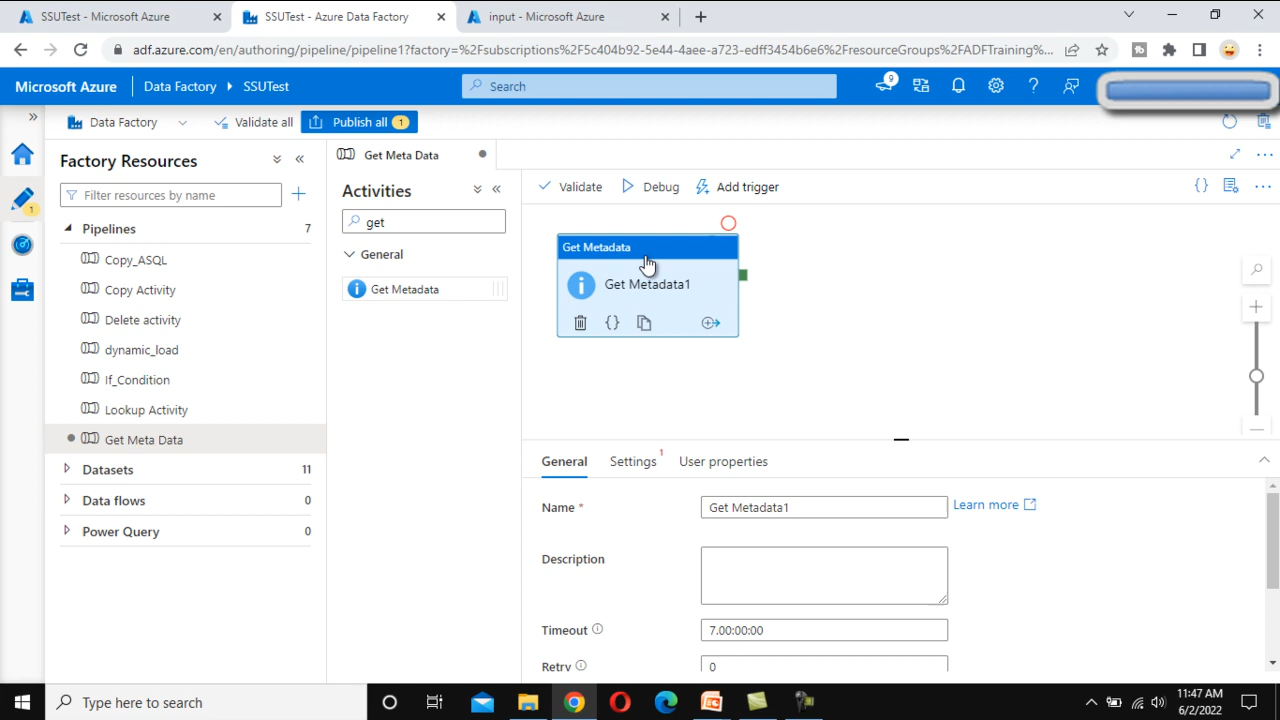 SSUTest - Microsoft Azure
SSUTest - Azure Data Factory
input - Microsoft Azure
adf.azure.com/en/authoring/pipeline/pipeline1?factory=%2Fsubscriptions%2F5c404b92-5e44-4aee-a723-edff3454b6e6%2FresourceGroups%2FADFTraining%...
Microsoft Azure
Data Factory
SSUTest
Search
9
Data Factory
Validate all
Publish all 1
Factory Resources
Filter resources by name
1
Pipelines 7
Copy_ASQL
Copy Activity
Delete activity
dynamic_load
If_Condition
Lookup Activity
Get Meta Data
Datasets 11
Data flows 0
Power Query 0
Get Meta Data
Activities
get
General
Get Metadata
Validate
Debug
Add trigger
Get Metadata
Get Metadata1
General
Settings 1
User properties
Name *
Get Metadata1
Learn more
Description
Timeout
7.00:00:00
Retry
0
Type here to search
11:47 AM
6/2/2022